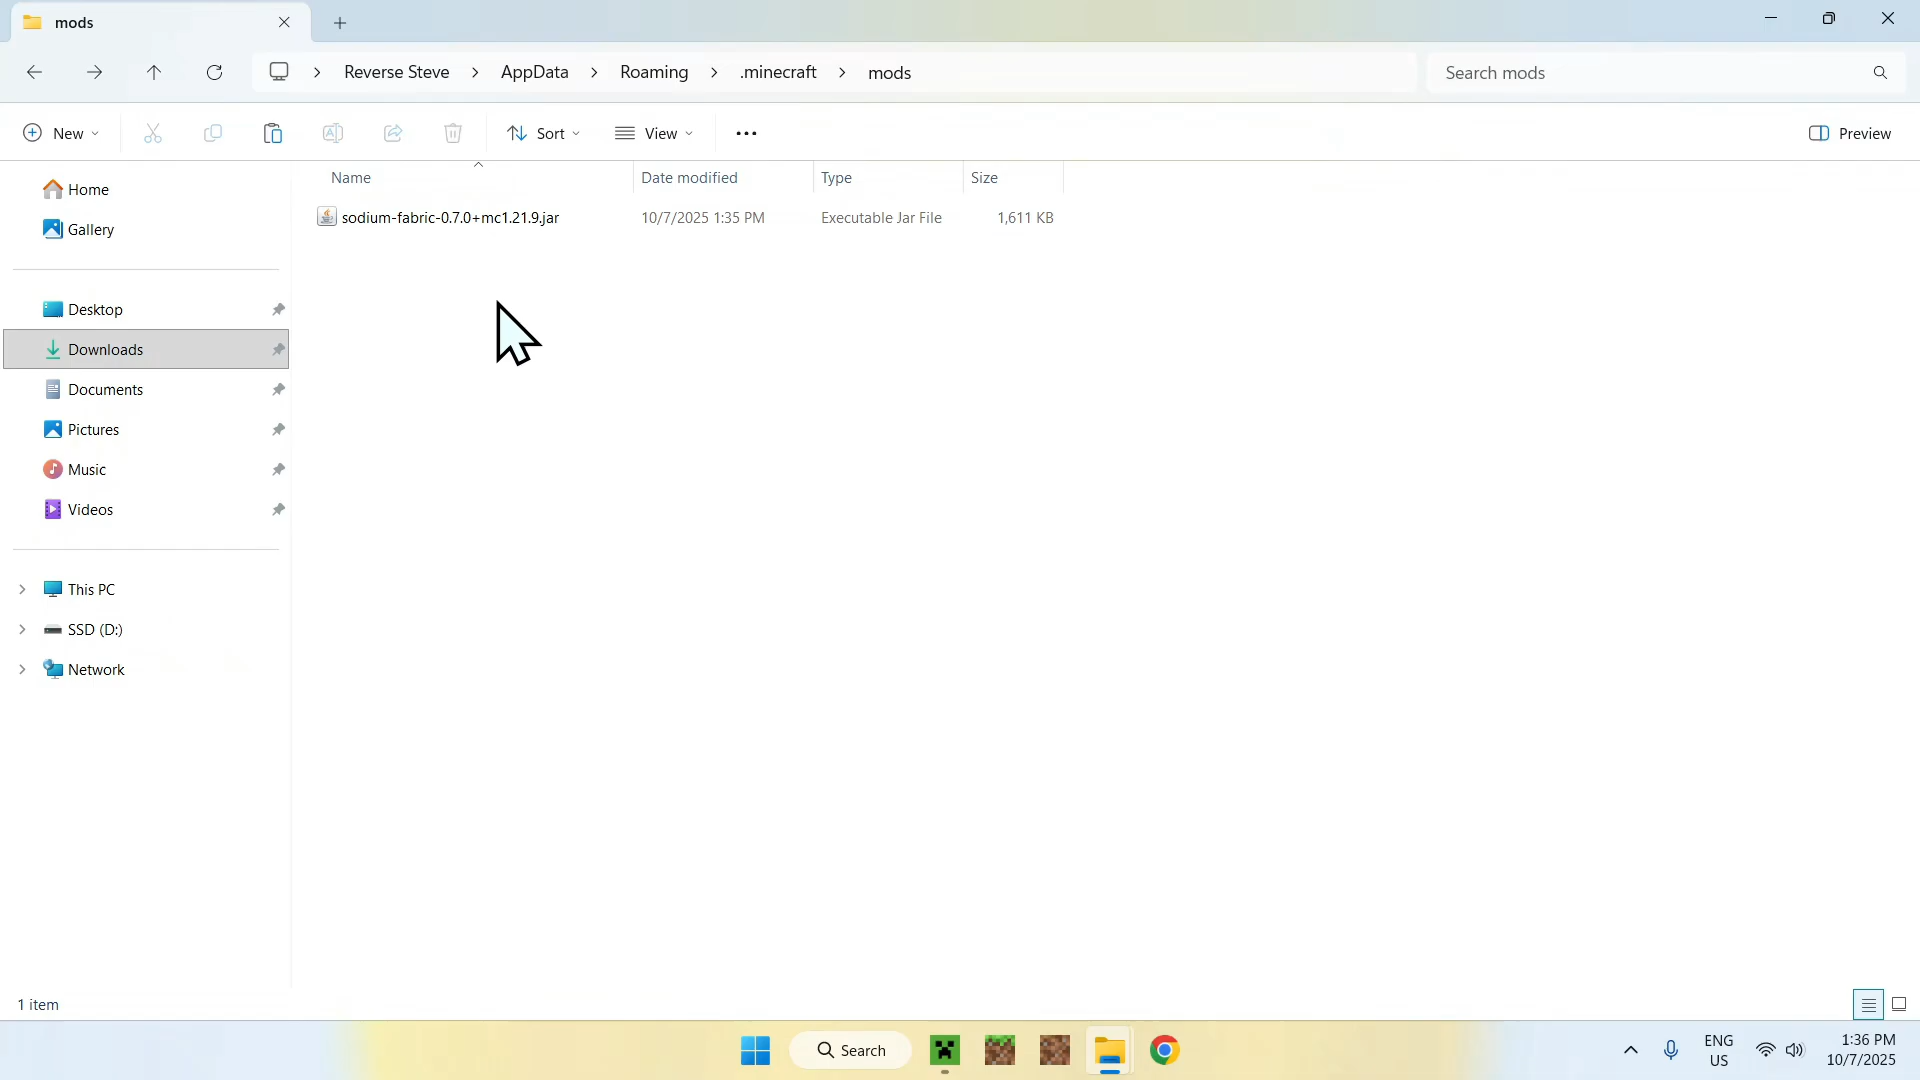 mods
Reverse Steve > AppData > Roaming > .minecraft > mods
Search mods
New
Sort
View
Preview
Name
Date modified
Type
Size
sodium-fabric-0.7.0+mc1.21.9.jar
10/7/2025 1:35 PM
Executable Jar File
1,611 KB
Home
Gallery
Desktop
Downloads
Documents
Pictures
Music
Videos
This PC
SSD (D:)
Network
1 item
Search
ENG
US
1:36 PM
10/7/2025